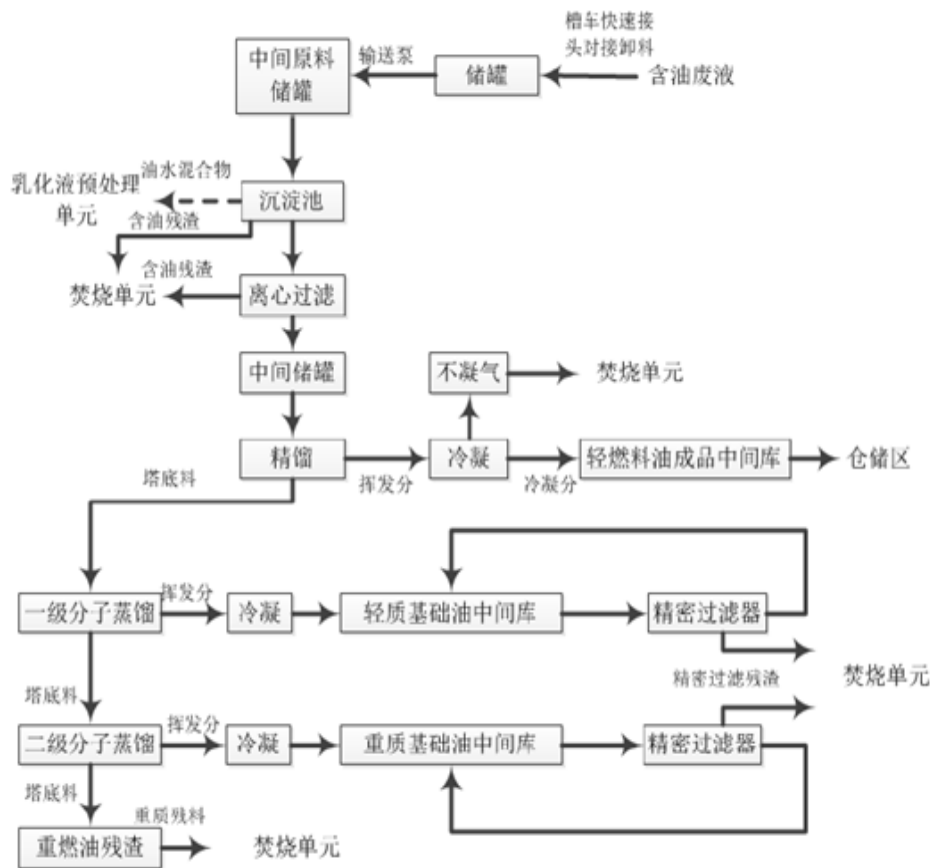 槽车快速接
头对接卸料
中间原料
储罐
输送泵
储罐
含油废液
油水混合物
乳化液预处理
单元
沉淀池
含油残渣
含油残渣
焚烧单元
离心过滤
中间储罐
不凝气
焚烧单元
精馏
挥发分
冷凝
冷凝分
轻燃料油成品中间库
仓储区
塔底料
挥发分
一级分子蒸馏
冷凝
轻质基础油中间库
精密过滤器
塔底料
精密过滤残渣
焚烧单元
挥发分
二级分子蒸馏
冷凝
重质基础油中间库
精密过滤器
塔底料
重质残料
重燃油残渣
焚烧单元